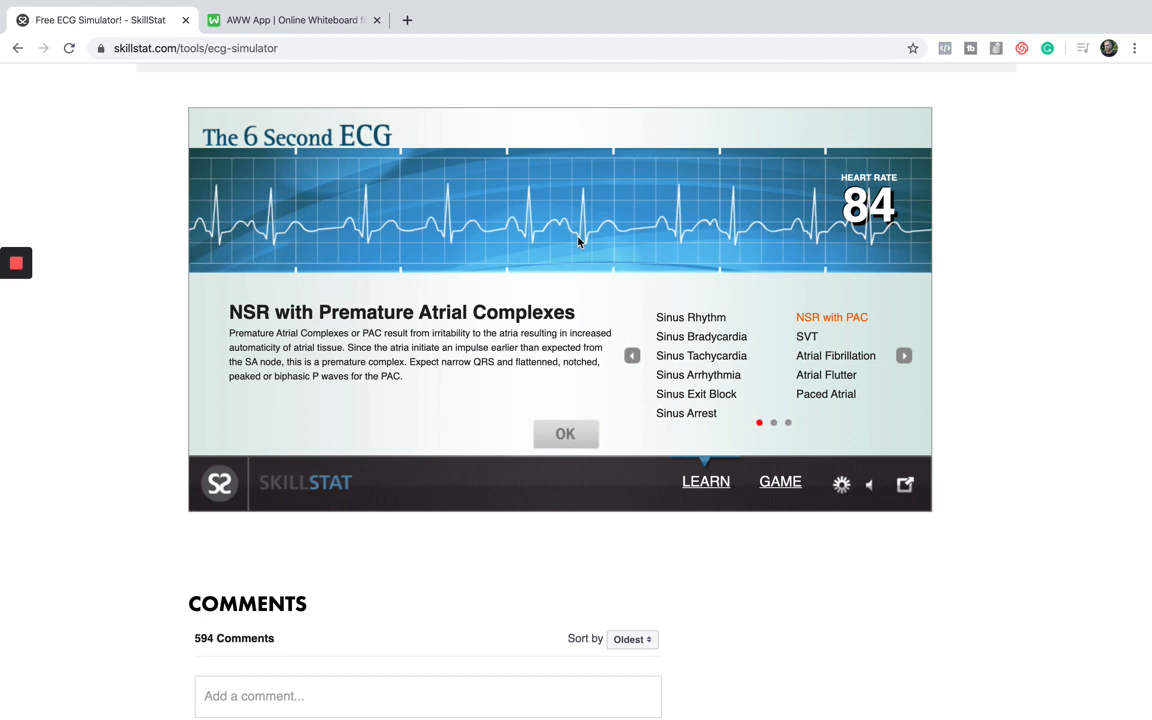 Free ECG Simulator! - SkillStat
AWW App | Online Whiteboard f
skillstat.com/tools/ecg-simulator
The 6 Second ECG
HEART RATE
84
NSR with Premature Atrial Complexes
Premature Atrial Complexes or PAC result from irritability to the atria resulting in increased
automaticity of atrial tissue. Since the atria initiate an impulse earlier than expected from
the SA node, this is a premature complex. Expect narrow QRS and flattened, notched,
peaked or biphasic P waves for the PAC.
OK
Sinus Rhythm
Sinus Bradycardia
Sinus Tachycardia
Sinus Arrhythmia
Sinus Exit Block
Sinus Arrest
NSR with PAC
SVT
Atrial Fibrillation
Atrial Flutter
Paced Atrial
SKILLSTAT
LEARN
GAME
COMMENTS
594 Comments
Sort by
Oldest
Add a comment...